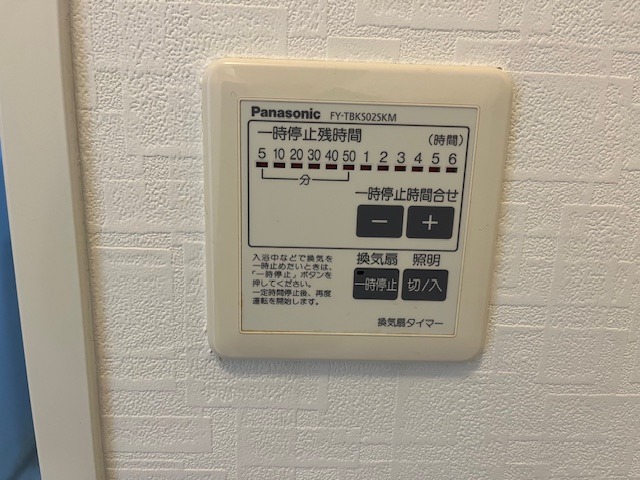 Panasonic FY-TBKS02SKM
一時停止残時間 (時間)
5 10 20 30 40 50 1 2 3 4 5 6
分
一時停止時間合せ
− +
換気扇 照明
一時停止 切/入
入浴中などで換気を
一時止めたいときは、
「一時停止」ボタンを
押してください。
一定時間停止後、再度
運転を開始します。
換気扇タイマー